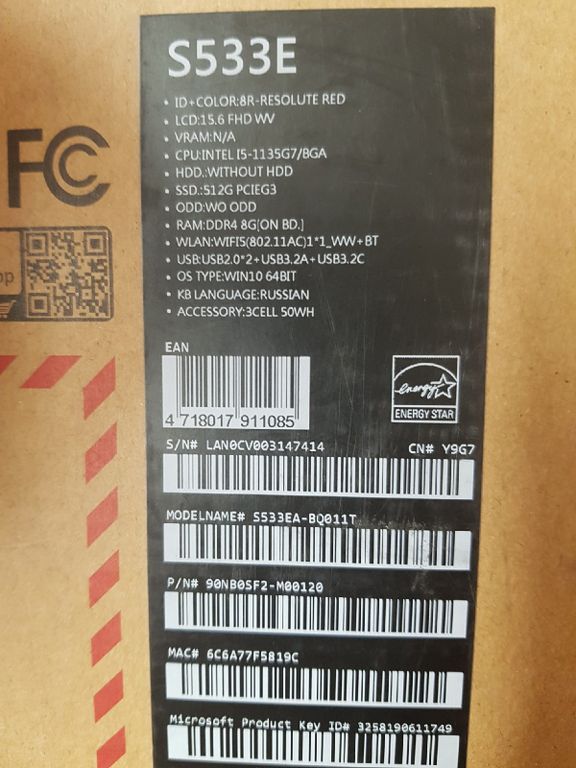 S533E
• ID+COLOR:8R-RESOLUTE RED
• LCD:15.6 FHD WV
• VRAM:N/A
• CPU:INTEL I5-1135G7/BGA
• HDD.:WITHOUT HDD
• SSD.:512G PCIEG3
• ODD:WO ODD
• RAM:DDR4 8G[ON BD.]
• WLAN:WIFI5(802.11AC)1*1_WW+BT
• USB:USB2.0*2+USB3.2A+USB3.2C
• OS TYPE:WIN10 64BIT
• KB LANGUAGE:RUSSIAN
• ACCESSORY:3CELL 50WH
FC
pp
EAN
4 718017 911085
energy
ENERGY STAR
S/N# LAN0CV003147414 CN# Y9G7
MODELNAME# S533EA-BQ011T
P/N# 90NB0SF2-M00120
MAC# 6C6A77F5819C
Microsoft Product Key ID# 3258190611749